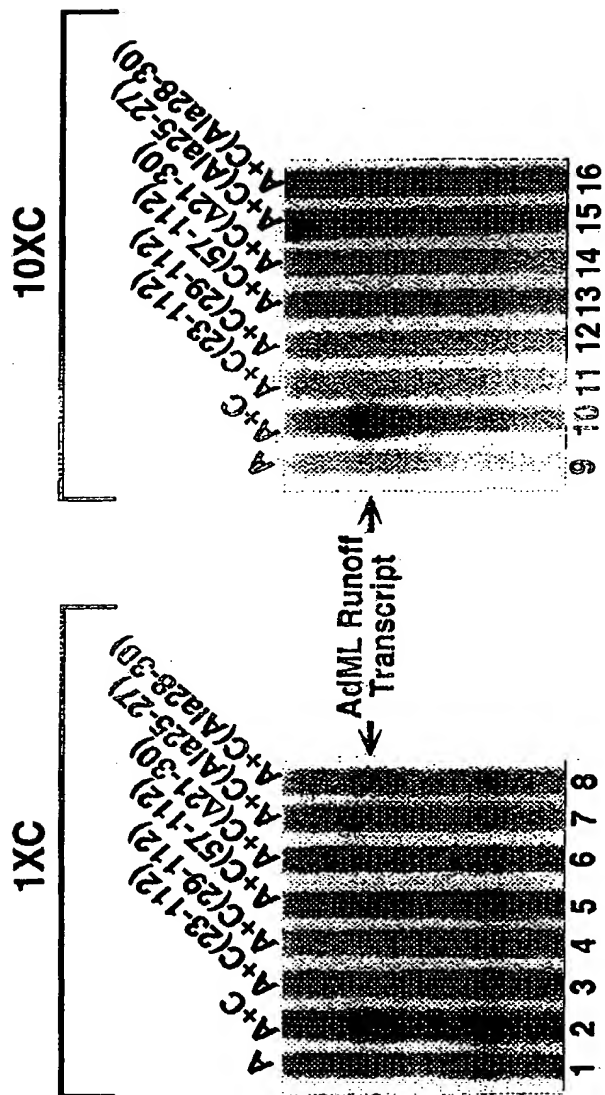 1XC
A
A+C
A+C(23-112)
A+C(29-112)
A+C(57-112)
A+C(Δ21-30)
A+C(Ala25-27)
A+C(Ala28-30)
1 2 3 4 5 6 7 8
AdML Runoff
Transcript
10XC
A
A+C
A+C(23-112)
A+C(29-112)
A+C(57-112)
A+C(Δ21-30)
A+C(Ala25-27)
A+C(Ala28-30)
9 10 11 12 13 14 15 16